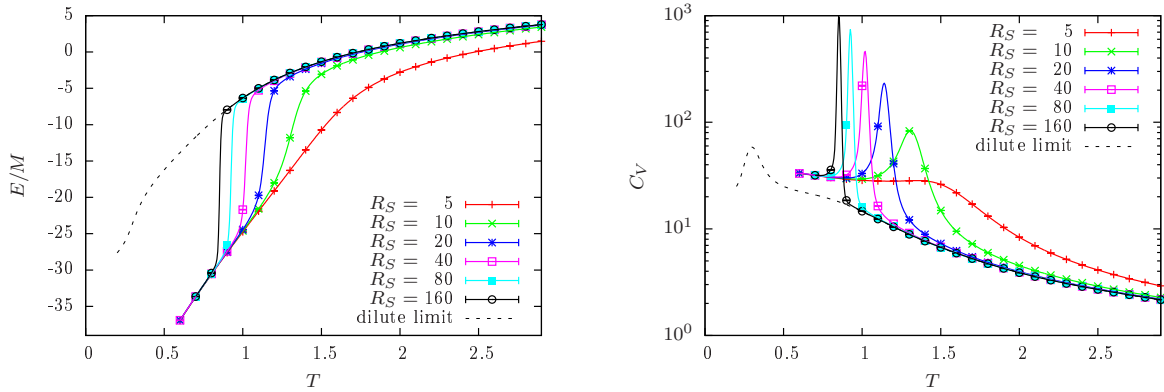 5
0
-5
-10
-15
-20
-25
-30
-35
E/M
0
0.5
1
1.5
2
2.5
T
R_S = 5
R_S = 10
R_S = 20
R_S = 40
R_S = 80
R_S = 160
dilute limit
10^3
10^2
10^1
10^0
C_V
0
0.5
1
1.5
2
2.5
T
R_S = 5
R_S = 10
R_S = 20
R_S = 40
R_S = 80
R_S = 160
dilute limit